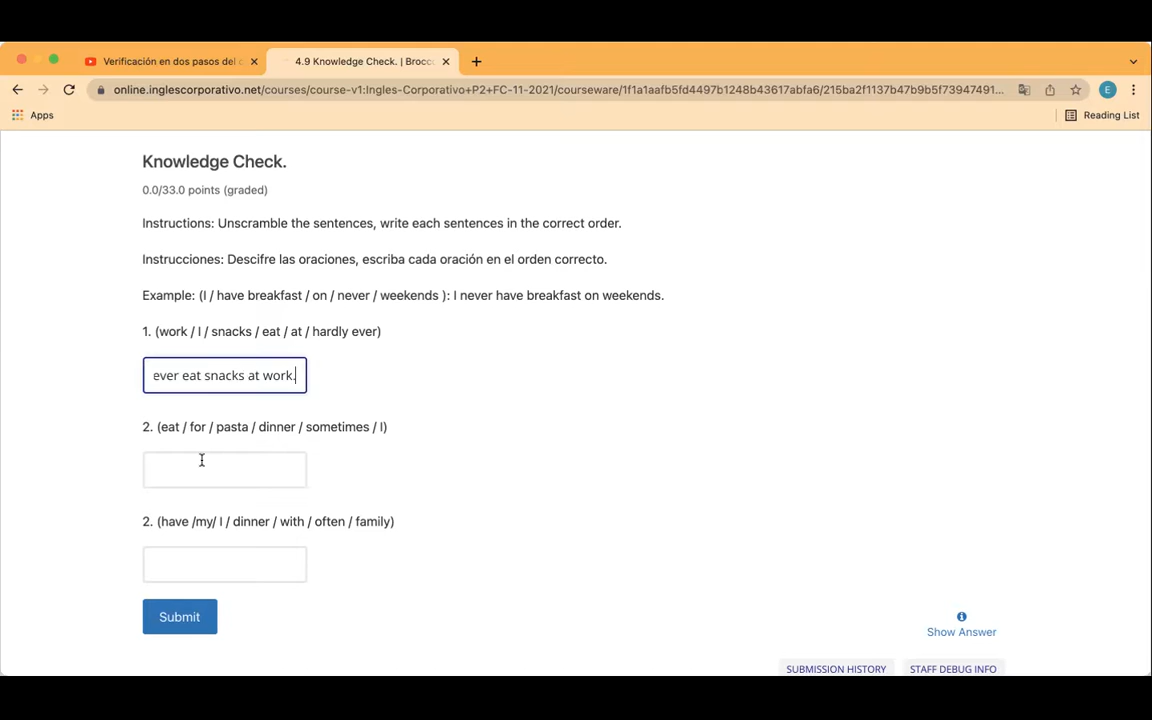 Verificación en dos pasos del c
4.9 Knowledge Check. | Brocc
online.inglescorporativo.net/courses/course-v1:Ingles-Corporativo+P2+FC-11-2021/courseware/1f1a1aafb5fd4497b1248b43617abfa6/215ba2f1137b47b9b5f73947491...
E
Apps
Reading List
Knowledge Check.
0.0/33.0 points (graded)
Instructions: Unscramble the sentences, write each sentences in the correct order.
Instrucciones: Descifre las oraciones, escriba cada oración en el orden correcto.
Example: (I / have breakfast / on / never / weekends ): I never have breakfast on weekends.
1. (work / I / snacks / eat / at / hardly ever)
ever eat snacks at work.
2. (eat / for / pasta / dinner / sometimes / I)
2. (have /my/ I / dinner / with / often / family)
Submit
Show Answer
SUBMISSION HISTORY
STAFF DEBUG INFO